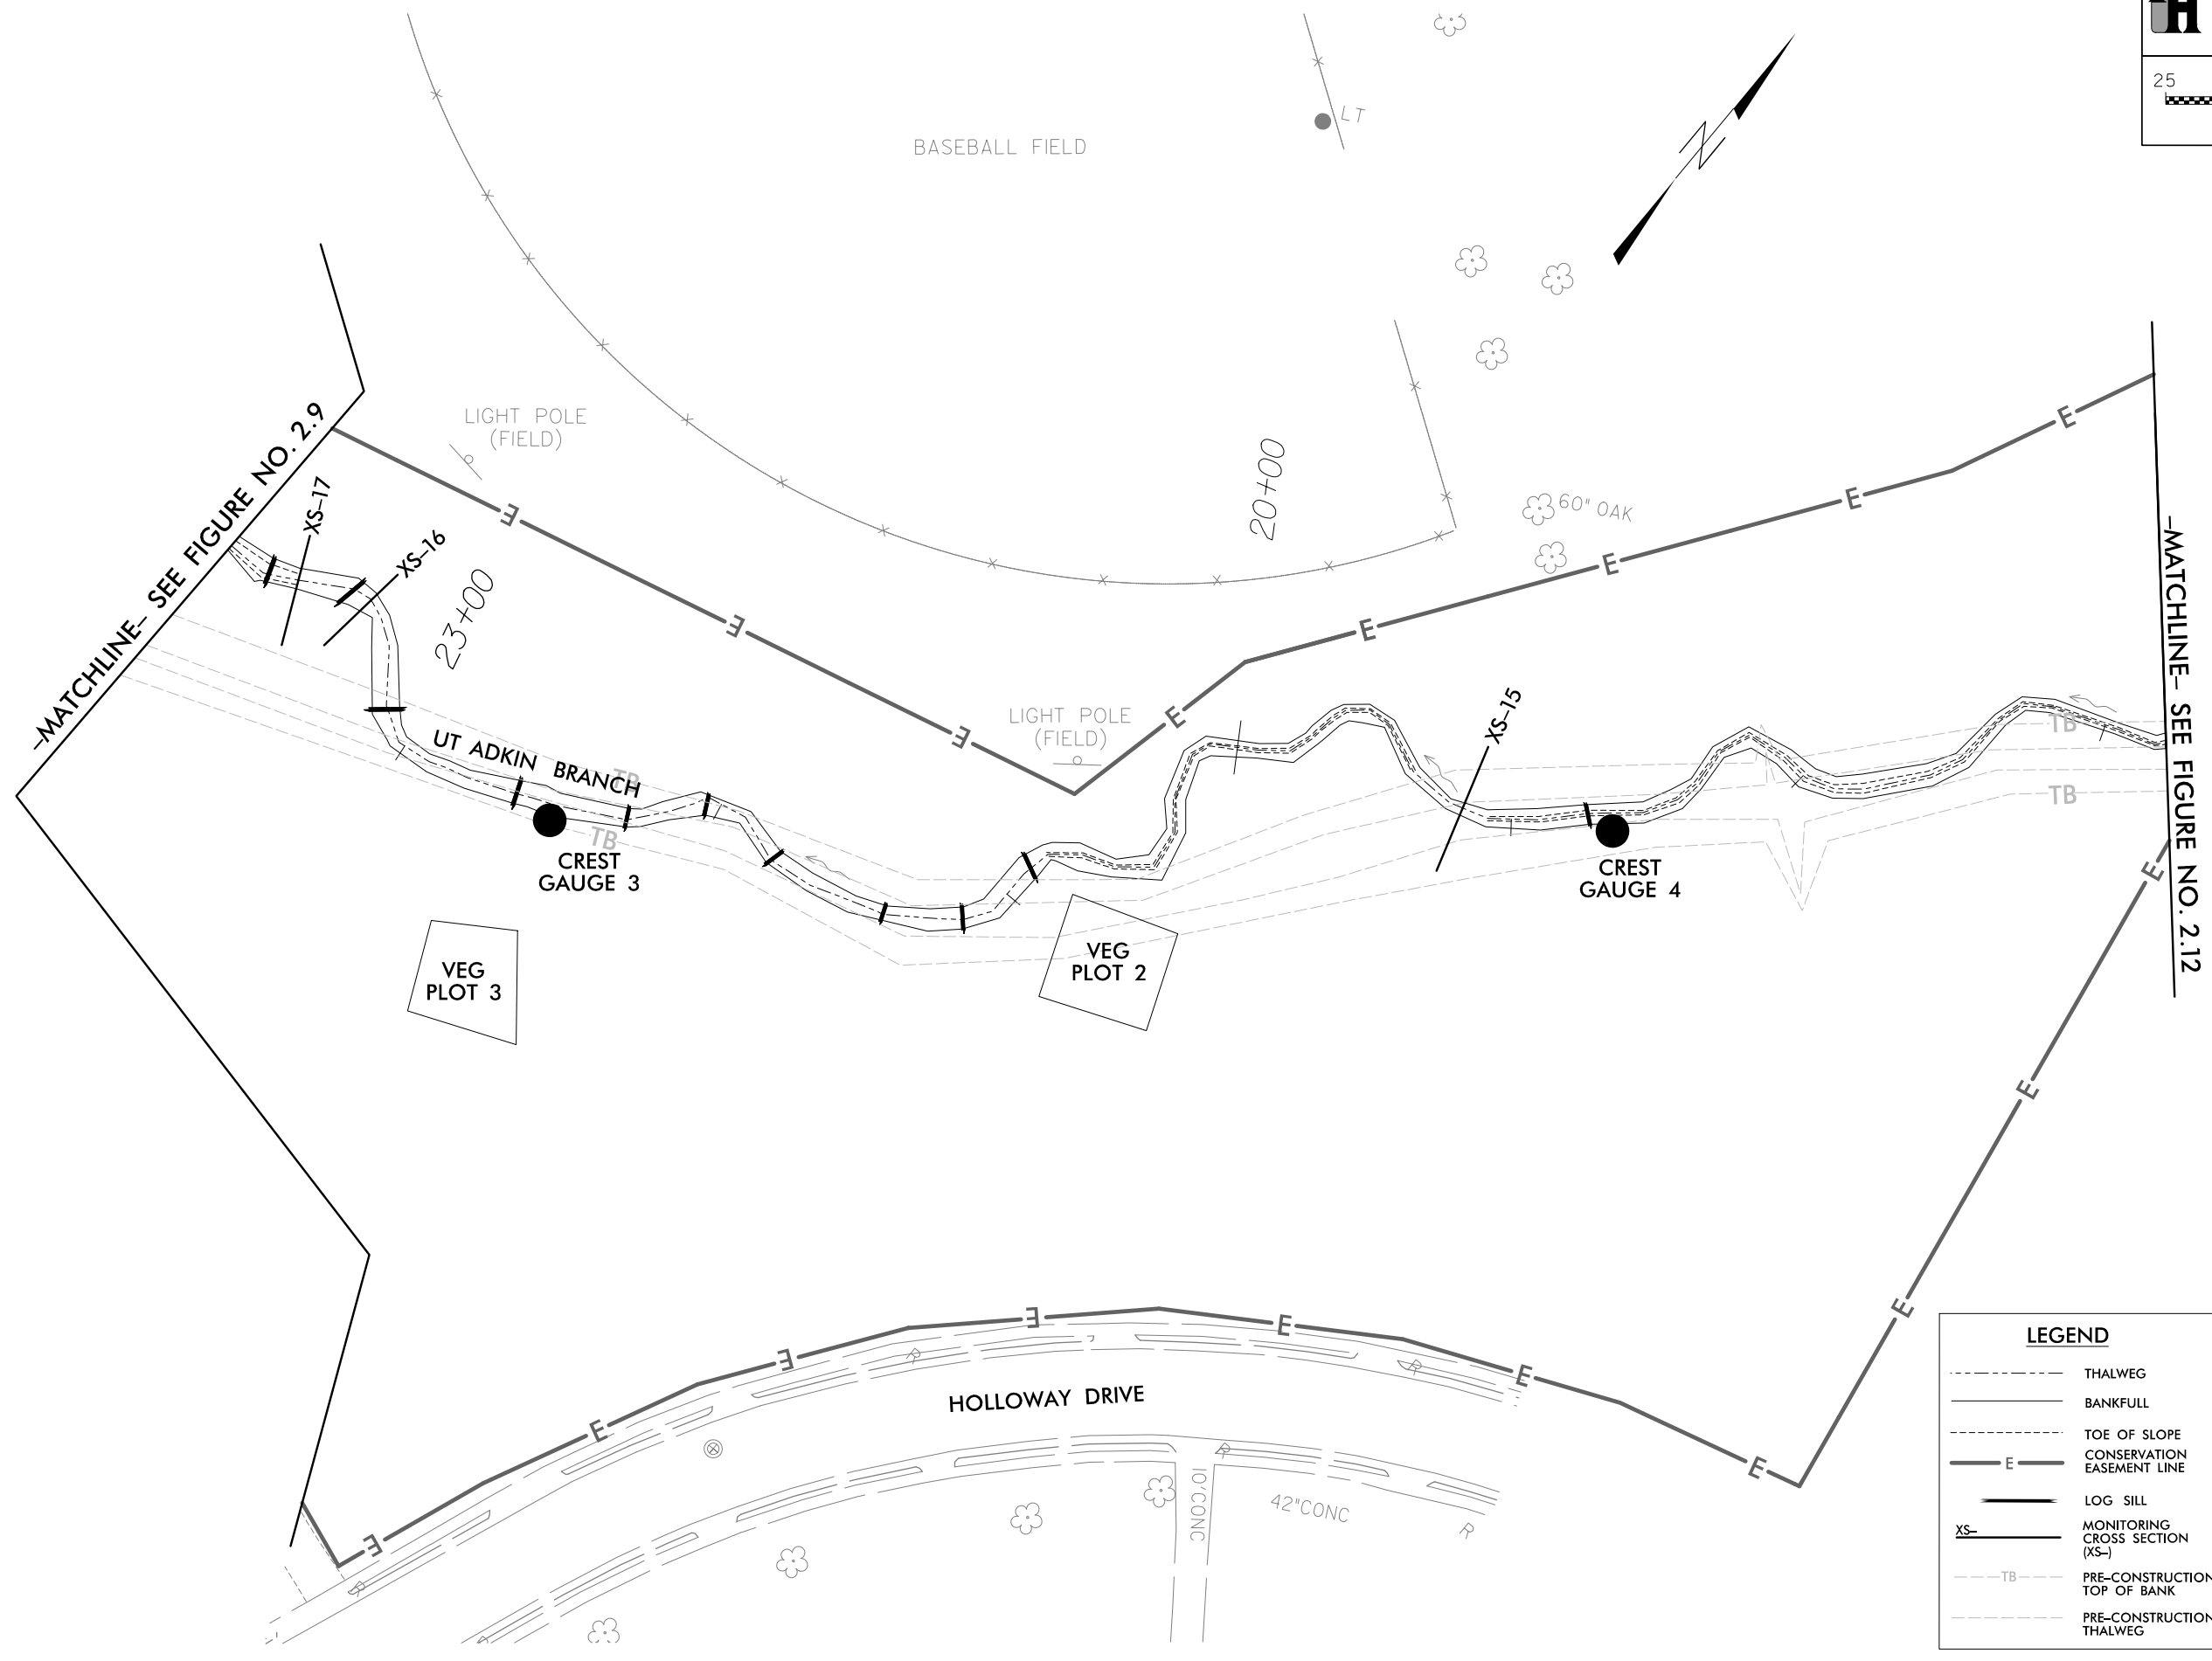 H
25
LT
BASEBALL FIELD
LIGHT POLE
(FIELD)
-MATCHLINE- SEE FIGURE NO. 2.9
XS-17
XS-16
23+00
20+00
60" OAK
E
E
E
E
E
E
E
E
LIGHT POLE
(FIELD)
XS-15
-MATCHLINE- SEE FIGURE NO. 2.12
UT ADKIN BRANCH
TB
TB
TB
TB
CREST
GAUGE 3
CREST
GAUGE 4
VEG
PLOT 3
VEG
PLOT 2
E
E
E
E
E
E
E
E
E
E
E
R
R
R
R
R
R
HOLLOWAY DRIVE
10'CONC
42"CONC
LEGEND
THALWEG
BANKFULL
TOE OF SLOPE
E
CONSERVATION
EASEMENT LINE
LOG SILL
XS-
MONITORING
CROSS SECTION
(XS-)
TB
PRE-CONSTRUCTION
TOP OF BANK
PRE-CONSTRUCTION
THALWEG